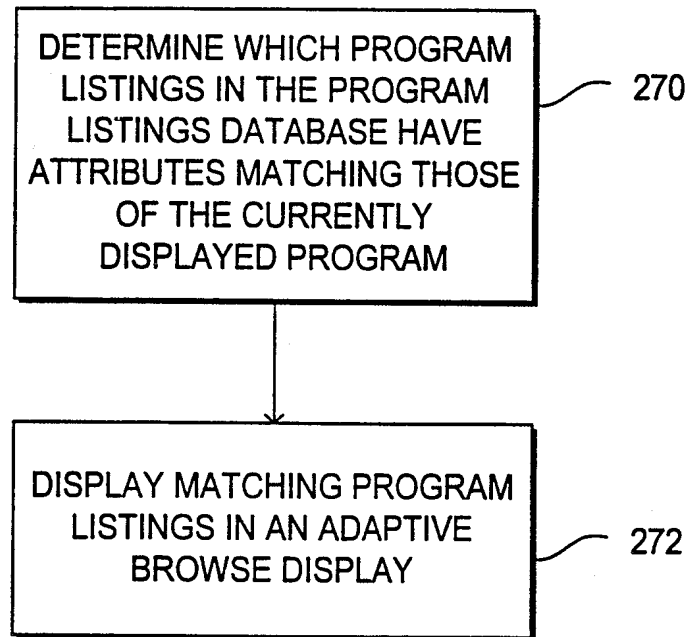 DETERMINE WHICH PROGRAM
LISTINGS IN THE PROGRAM
LISTINGS DATABASE HAVE
ATTRIBUTES MATCHING THOSE
OF THE CURRENTLY
DISPLAYED PROGRAM
270
DISPLAY MATCHING PROGRAM
LISTINGS IN AN ADAPTIVE
BROWSE DISPLAY
272